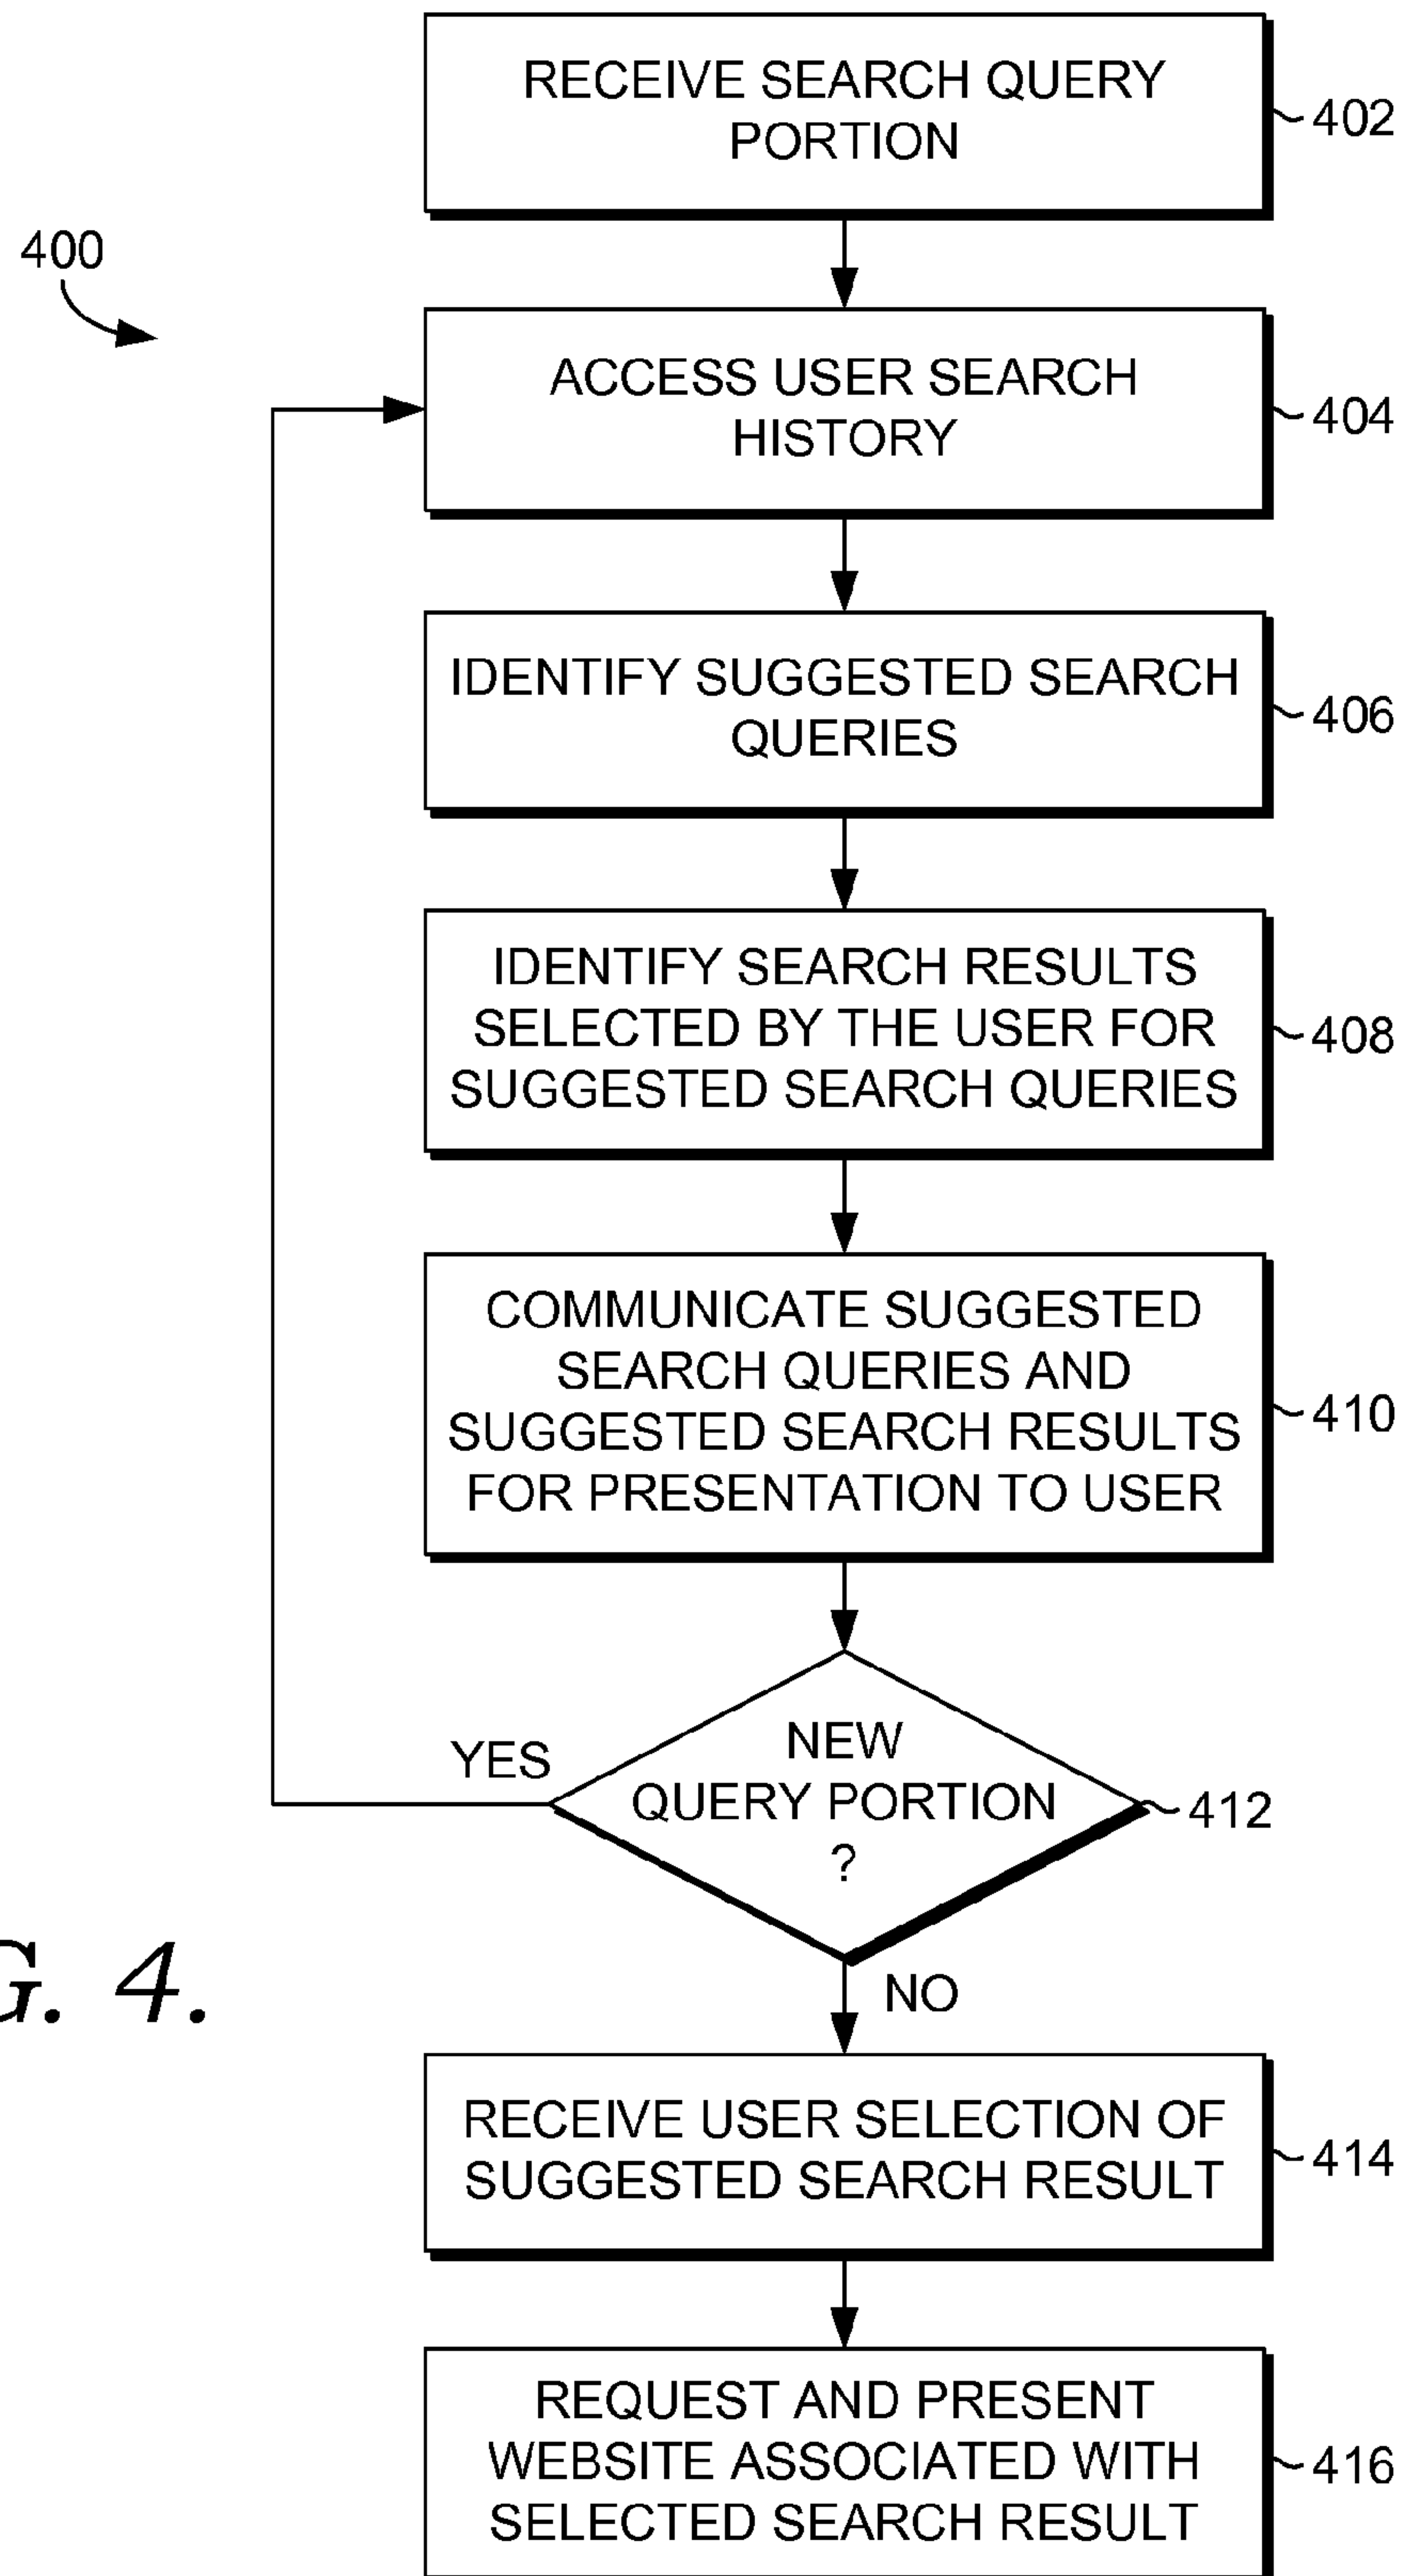 RECEIVE SEARCH QUERY
PORTION
402
400
ACCESS USER SEARCH
HISTORY
404
IDENTIFY SUGGESTED SEARCH
QUERIES
406
IDENTIFY SEARCH RESULTS
SELECTED BY THE USER FOR
SUGGESTED SEARCH QUERIES
408
COMMUNICATE SUGGESTED
SEARCH QUERIES AND
SUGGESTED SEARCH RESULTS
FOR PRESENTATION TO USER
410
NEW
QUERY PORTION
?
YES
412
G. 4.
NO
RECEIVE USER SELECTION OF
SUGGESTED SEARCH RESULT
414
REQUEST AND PRESENT
WEBSITE ASSOCIATED WITH
SELECTED SEARCH RESULT
416